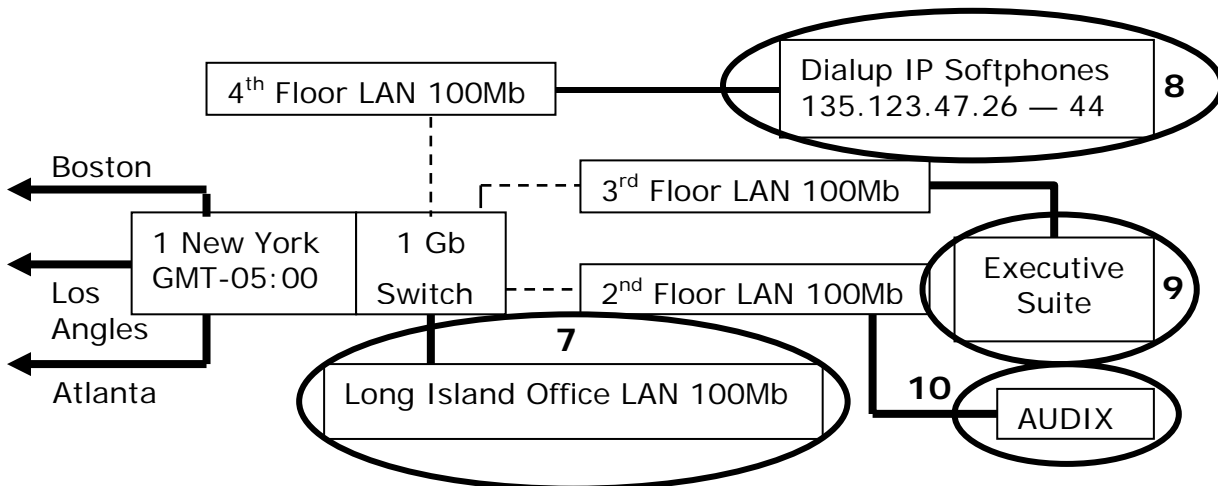 Dialup IP Softphones
135.123.47.26 — 44
8
4th Floor LAN 100Mb
Boston
3rd Floor LAN 100Mb
1 New York
GMT-05:00
1 Gb
Switch
Los
Angles
Atlanta
2nd Floor LAN 100Mb
Executive
Suite
9
7
Long Island Office LAN 100Mb
10
AUDIX